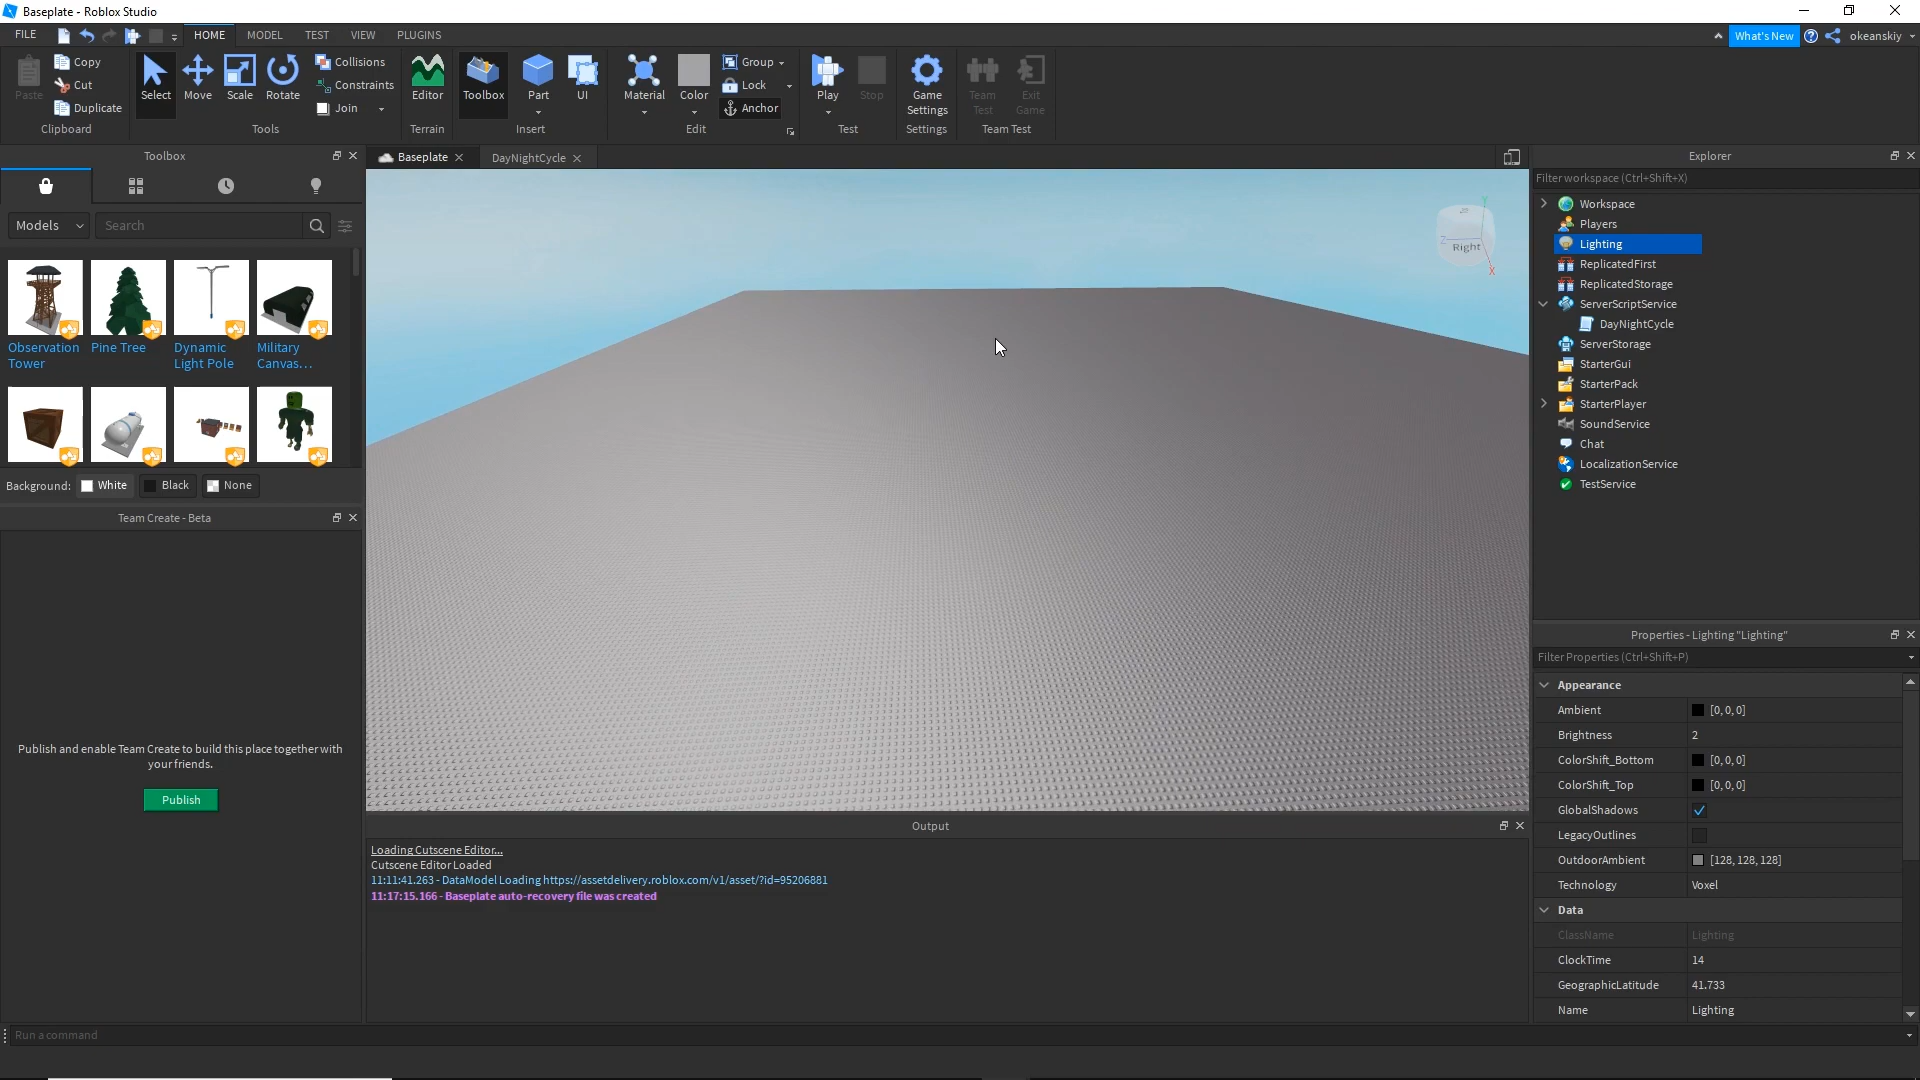 Baseplate - Roblox Studio
FILE
HOME
MODEL
TEST
VIEW
PLUGINS
What's New
okeanskiy
Paste
Copy
Cut
Duplicate
Clipboard
Select
Move
Scale
Rotate
Collisions
Constraints
Join
Tools
Editor
Terrain
Toolbox
Part
UI
Insert
Material
Color
Group
Lock
Anchor
Edit
Play
Stop
Test
Game
Settings
Settings
Team
Test
Exit
Game
Team Test
Toolbox
Models
Search
Observation
Tower
Pine Tree
Dynamic
Light Pole
Military
Canvas...
Background:
White
Black
None
Team Create - Beta
Publish and enable Team Create to build this place together with
your friends.
Publish
Baseplate
DayNightCycle
Right
Y
Z
X
Output
Loading Cutscene Editor...
Cutscene Editor Loaded
11:11:41.263 - DataModel Loading https://assetdelivery.roblox.com/v1/asset/?id=95206881
11:17:15.166 - Baseplate auto-recovery file was created
Explorer
Filter workspace (Ctrl+Shift+X)
Workspace
Players
Lighting
ReplicatedFirst
ReplicatedStorage
ServerScriptService
DayNightCycle
ServerStorage
StarterGui
StarterPack
StarterPlayer
SoundService
Chat
LocalizationService
TestService
Properties - Lighting "Lighting"
Filter Properties (Ctrl+Shift+P)
Appearance
Ambient [0, 0, 0]
Brightness 2
ColorShift_Bottom [0, 0, 0]
ColorShift_Top [0, 0, 0]
GlobalShadows
LegacyOutlines
OutdoorAmbient [128, 128, 128]
Technology Voxel
Data
ClassName Lighting
ClockTime 14
GeographicLatitude 41.733
Name Lighting
Run a command